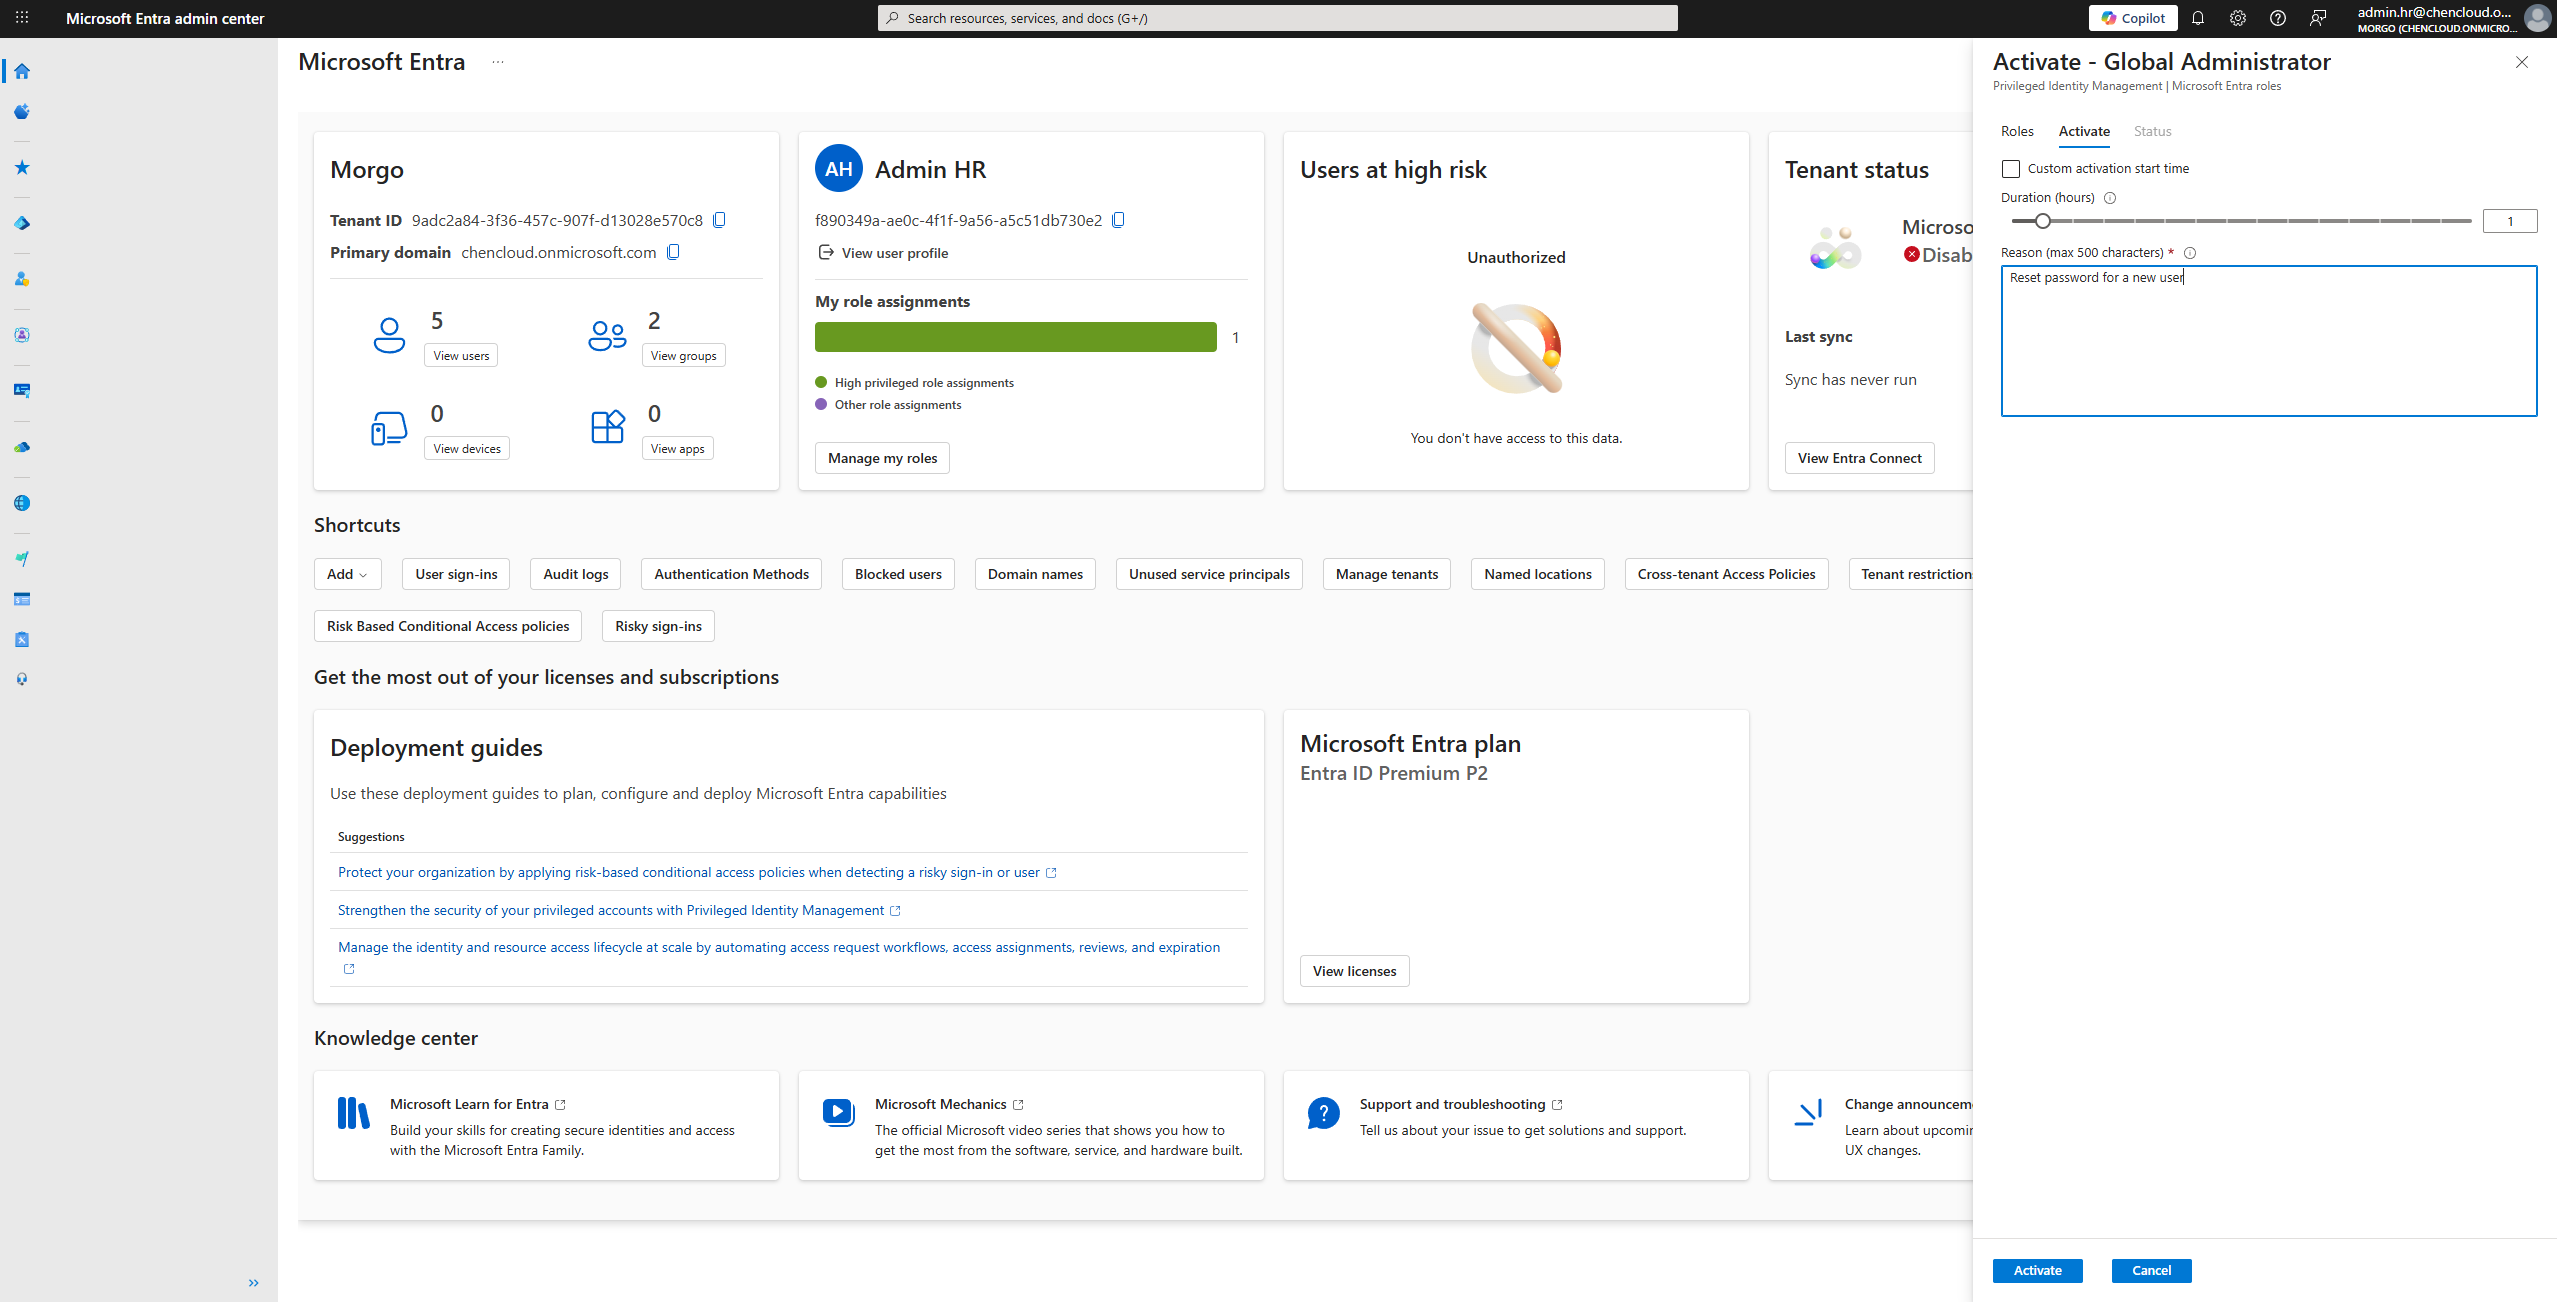 Microsoft Entra admin center
Search resources, services, and docs (G+/)
Copilot
admin.hr@chencloud.o...
MORGO (CHENCLOUD.ONMICRO...
Microsoft Entra
...
Morgo
Tenant ID 9adc2a84-3f36-457c-907f-d13028e570c8
Primary domain chencloud.onmicrosoft.com
5
View users
2
View groups
0
View devices
0
View apps
AH
Admin HR
f890349a-ae0c-4f1f-9a56-a5c51db730e2
View user profile
My role assignments
1
High privileged role assignments
Other role assignments
Manage my roles
Users at high risk
Unauthorized
You don't have access to this data.
Tenant status
Microso
Disab
Last sync
Sync has never run
View Entra Connect
Shortcuts
Add
User sign-ins
Audit logs
Authentication Methods
Blocked users
Domain names
Unused service principals
Manage tenants
Named locations
Cross-tenant Access Policies
Tenant restrictions
Risk Based Conditional Access policies
Risky sign-ins
Get the most out of your licenses and subscriptions
Deployment guides
Use these deployment guides to plan, configure and deploy Microsoft Entra capabilities
Suggestions
Protect your organization by applying risk-based conditional access policies when detecting a risky sign-in or user
Strengthen the security of your privileged accounts with Privileged Identity Management
Manage the identity and resource access lifecycle at scale by automating access request workflows, access assignments, reviews, and expiration
Microsoft Entra plan
Entra ID Premium P2
View licenses
Knowledge center
Microsoft Learn for Entra
Build your skills for creating secure identities and access
with the Microsoft Entra Family.
Microsoft Mechanics
The official Microsoft video series that shows you how to
get the most from the software, service, and hardware built.
Support and troubleshooting
Tell us about your issue to get solutions and support.
Change announcem
Learn about upcomin
UX changes.
Activate - Global Administrator
Privileged Identity Management | Microsoft Entra roles
Roles
Activate
Status
Custom activation start time
Duration (hours)
1
Reason (max 500 characters) *
Reset password for a new user
Activate
Cancel